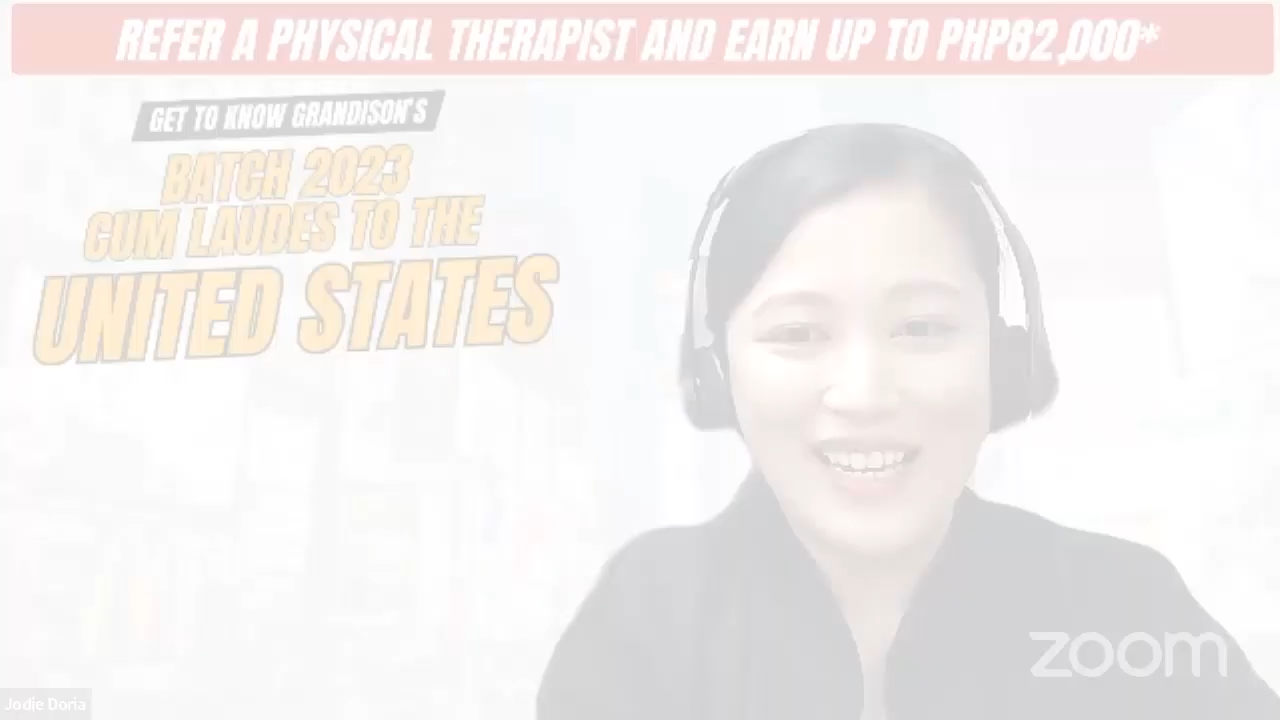 REFER A PHYSICAL THERAPIST AND EARN UP TO PHP82,000*
GET TO KNOW GRANDISON'S
BATCH 2023
CUM LAUDES TO THE
UNITED STATES
zoom
Jodie Doria